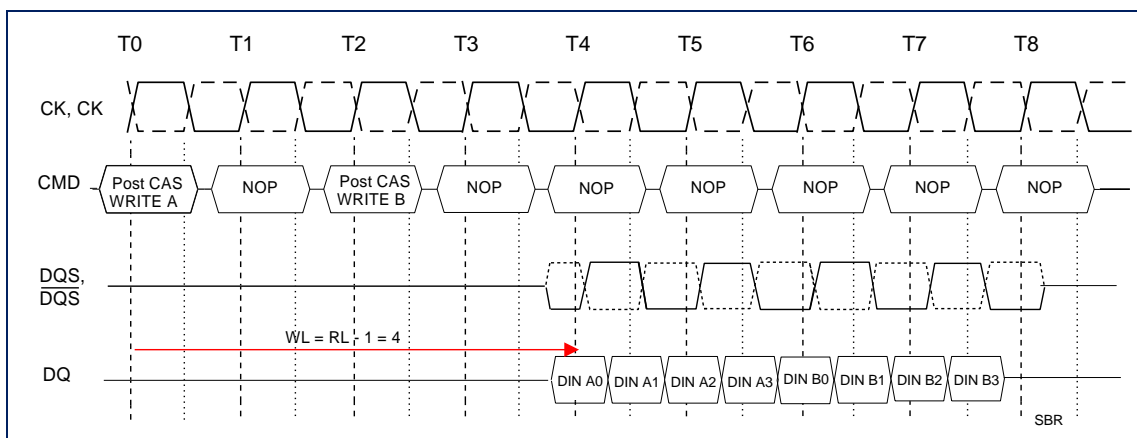 T0 T1 T2 T3 T4 T5 T6 T7 T8
CK, CK
CMD
Post CAS
WRITE A
NOP
Post CAS
WRITE B
NOP
NOP
NOP
NOP
NOP
NOP
DQS,
DQS
WL = RL - 1 = 4
DQ
DIN A0 DIN A1 DIN A2 DIN A3 DIN B0 DIN B1 DIN B2 DIN B3
SBR